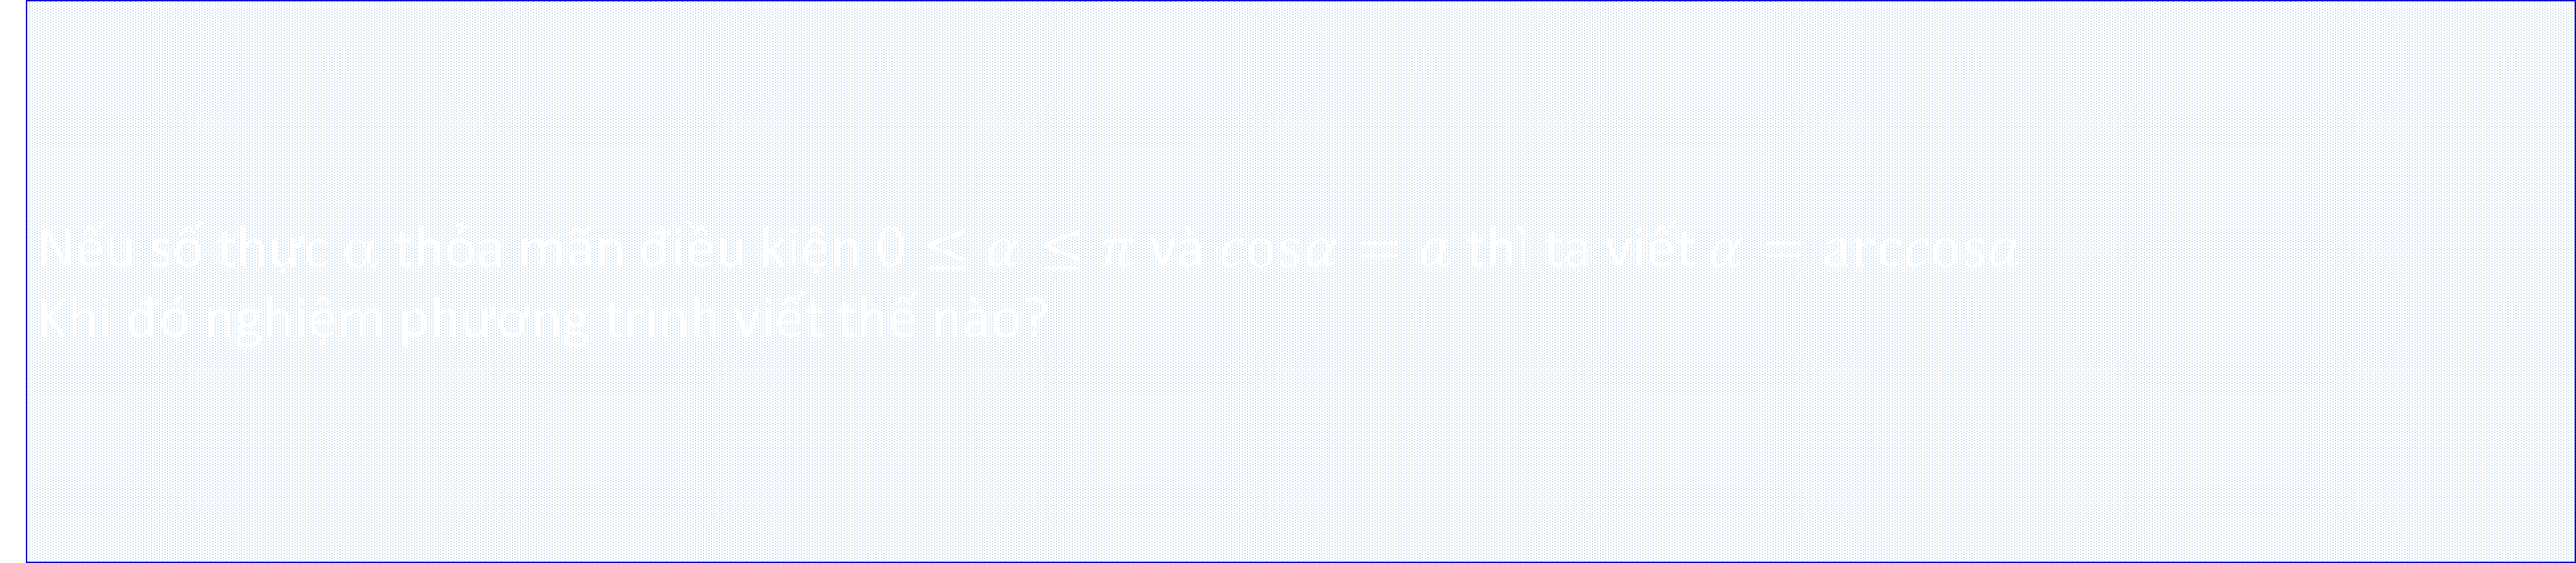 Nếu số thực α thỏa mãn điều kiện 0 ≤ α ≤ π và cosα = a thì ta viết α = arccosa
Khi đó nghiệm phương trình viết thế nào?